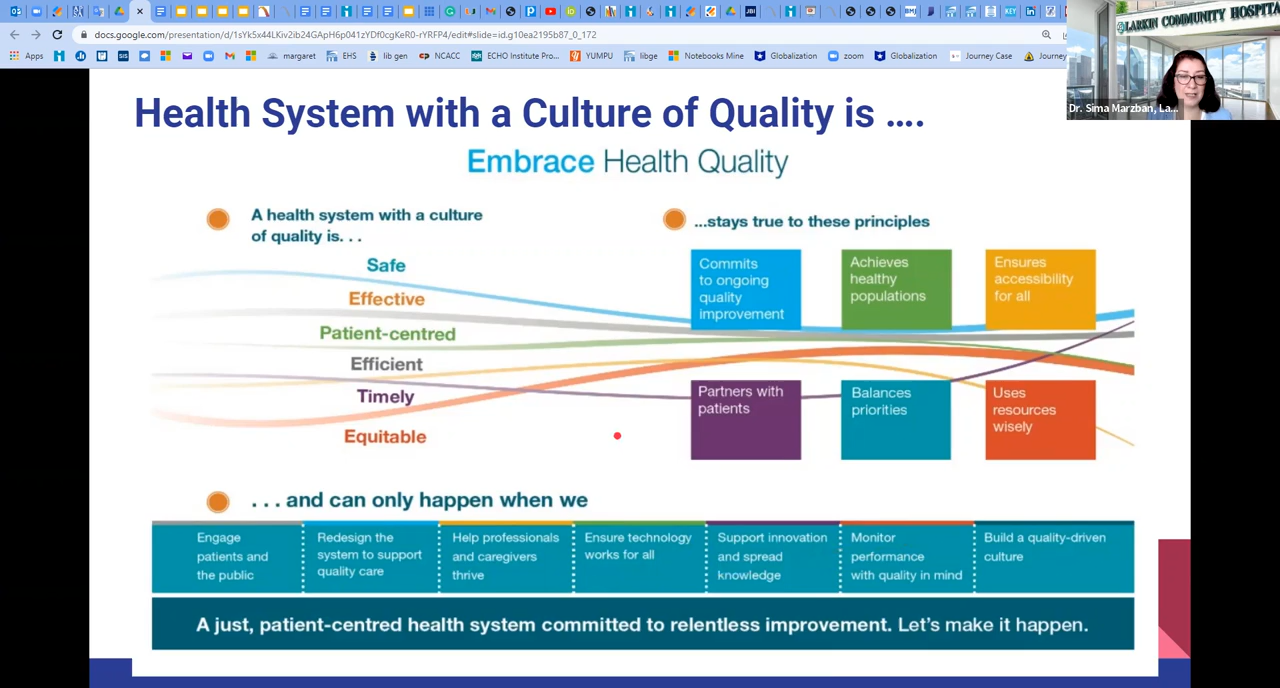 docs.google.com/presentation/d/1sYk5x44LKiv2ib24GApH6p041zYDf0cgKeR0-rvXFP4/edit#slide=id.g10ea2195b87_0_172
Apps
margaret
EHS
lib gen
NCACC
ECHO Institute Pro...
YUMPU
libge
Notebooks Mine
Globalization
zoom
Globalization
Journey Case
Journey
LARKIN COMMUNITY HOSPITA
Dr. Sima Marzban, La...
Health System with a Culture of Quality is ....
Embrace Health Quality
A health system with a culture
of quality is. . .
Safe
Effective
Patient-centred
Efficient
Timely
Equitable
...stays true to these principles
Commits
to ongoing
quality
improvement
Achieves
healthy
populations
Ensures
accessibility
for all
Partners with
patients
Balances
priorities
Uses
resources
wisely
. . . and can only happen when we
Engage
patients and
the public
Redesign the
system to support
quality care
Help professionals
and caregivers
thrive
Ensure technology
works for all
Support innovation
and spread
knowledge
Monitor
performance
with quality in mind
Build a quality-driven
culture
A just, patient-centred health system committed to relentless improvement. Let's make it happen.